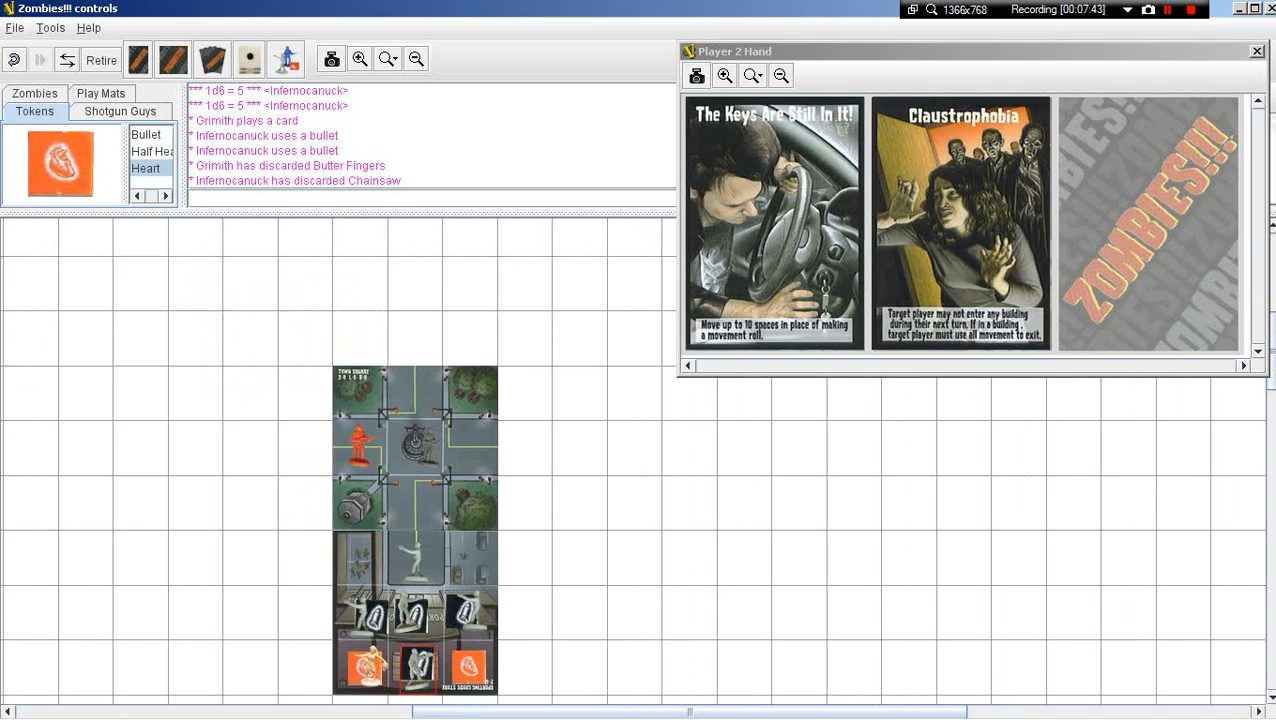 Zombies!!! controls
1366x768
Recording [00:07:43]
File Tools Help
Retire
Player 2 Hand
Zombies
Play Mats
Tokens
Shotgun Guys
Bullet
Half Hea
Heart
*** 1d6 = 5 *** <Infernocanuck>
*** 1d6 = 5 *** <Infernocanuck>
* Grimith plays a card
* Infernocanuck uses a bullet
* Infernocanuck uses a bullet
* Grimith has discarded Butter Fingers
* Infernocanuck has discarded Chainsaw
The Keys Are Still In It!
Move up to 10 spaces in place of making
a movement roll.
Claustrophobia
Target player may not enter any building
during their next turn. If in a building ,
target player must use all movement to exit.
ZOMBIES!!!
TOWN SQUARE
SPORTING GOODS STORE